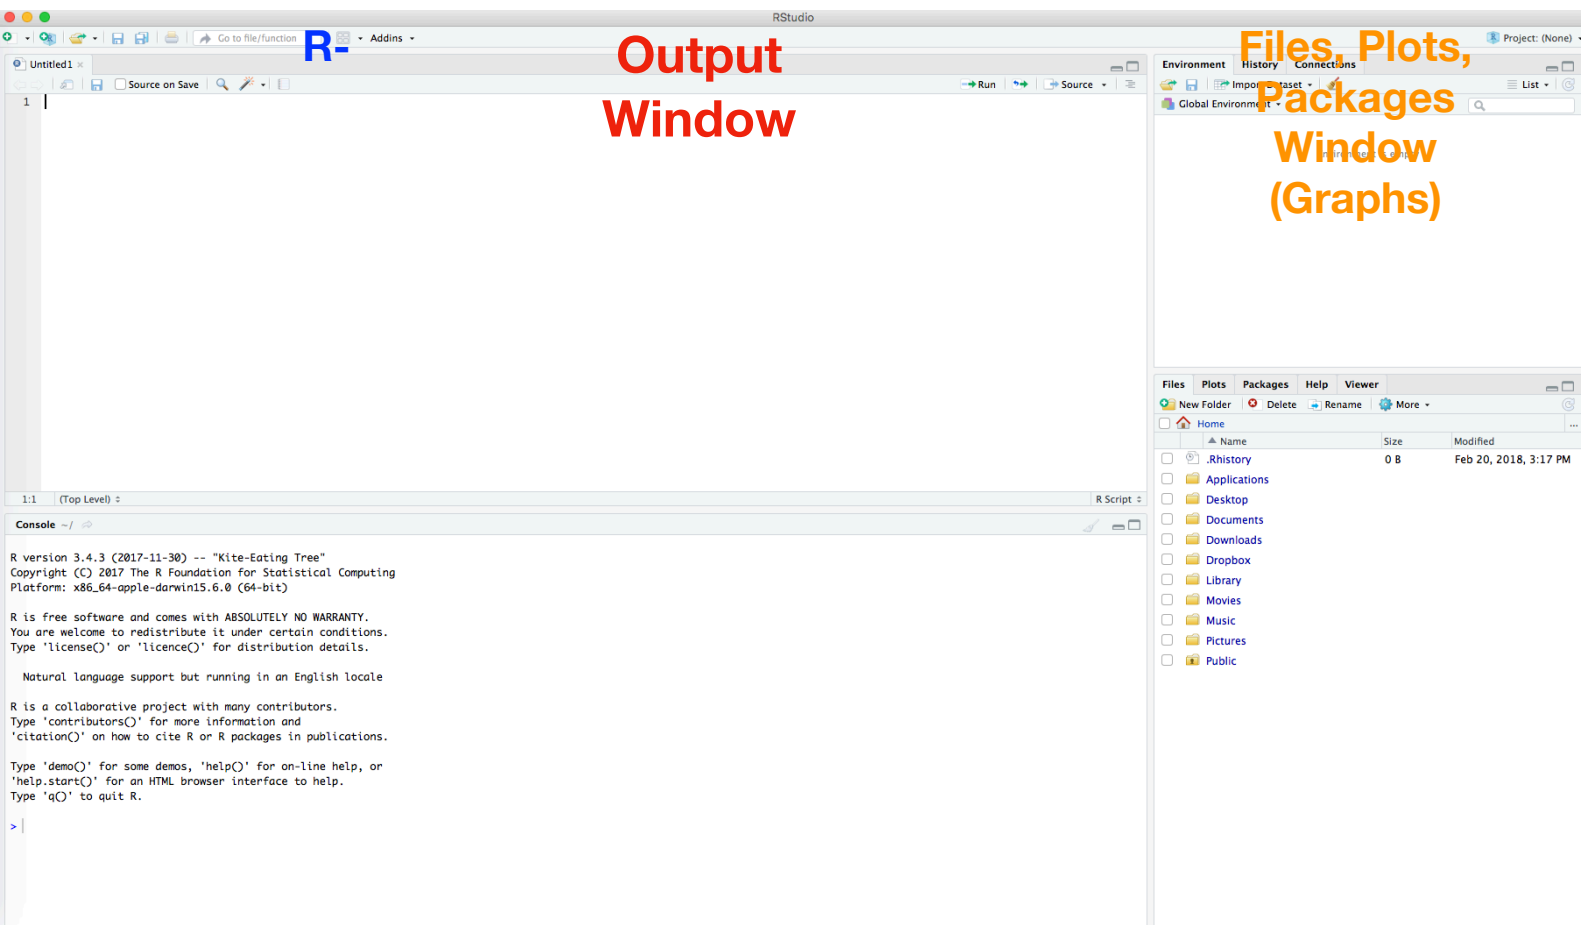 RStudio
Go to file/function
R-
Addins
Project: (None)
Output
Window
Files, Plots,
Packages
Window
(Graphs)
Untitled1
Source on Save
Run
Source
1
1:1 (Top Level)
R Script
Console ~/
R version 3.4.3 (2017-11-30) -- "Kite-Eating Tree"
Copyright (C) 2017 The R Foundation for Statistical Computing
Platform: x86_64-apple-darwin15.6.0 (64-bit)
R is free software and comes with ABSOLUTELY NO WARRANTY.
You are welcome to redistribute it under certain conditions.
Type 'license()' or 'licence()' for distribution details.
Natural language support but running in an English locale
R is a collaborative project with many contributors.
Type 'contributors()' for more information and
'citation()' on how to cite R or R packages in publications.
Type 'demo()' for some demos, 'help()' for on-line help, or
'help.start()' for an HTML browser interface to help.
Type 'q()' to quit R.
>
Environment History Connections
Import Dataset
List
Global Environment
Files Plots Packages Help Viewer
New Folder Delete Rename More
Home ...
Name Size Modified
.Rhistory 0 B Feb 20, 2018, 3:17 PM
Applications
Desktop
Documents
Downloads
Dropbox
Library
Movies
Music
Pictures
Public